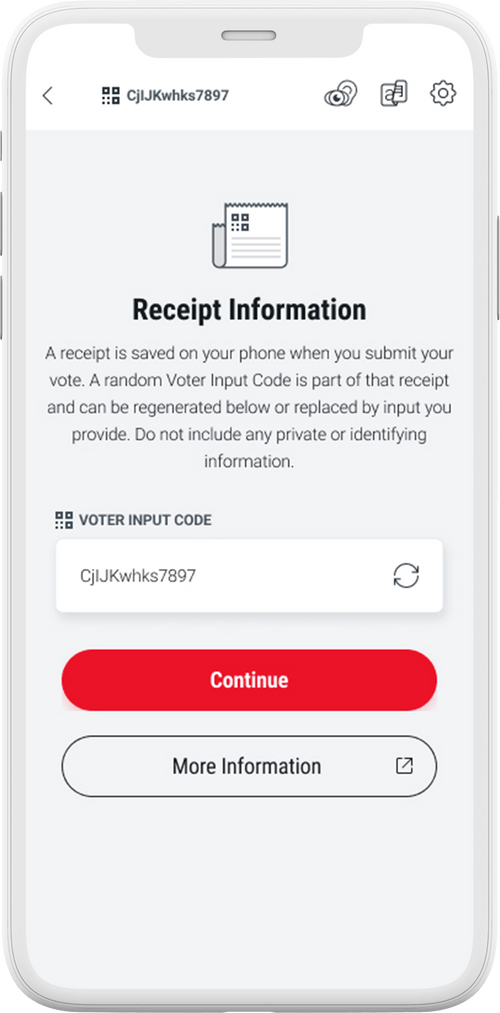 CjIJKwhks7897
Receipt Information
A receipt is saved on your phone when you submit your
vote. A random Voter Input Code is part of that receipt
and can be regenerated below or replaced by input you
provide. Do not include any private or identifying
information.
VOTER INPUT CODE
CjIJKwhks7897
Continue
More Information